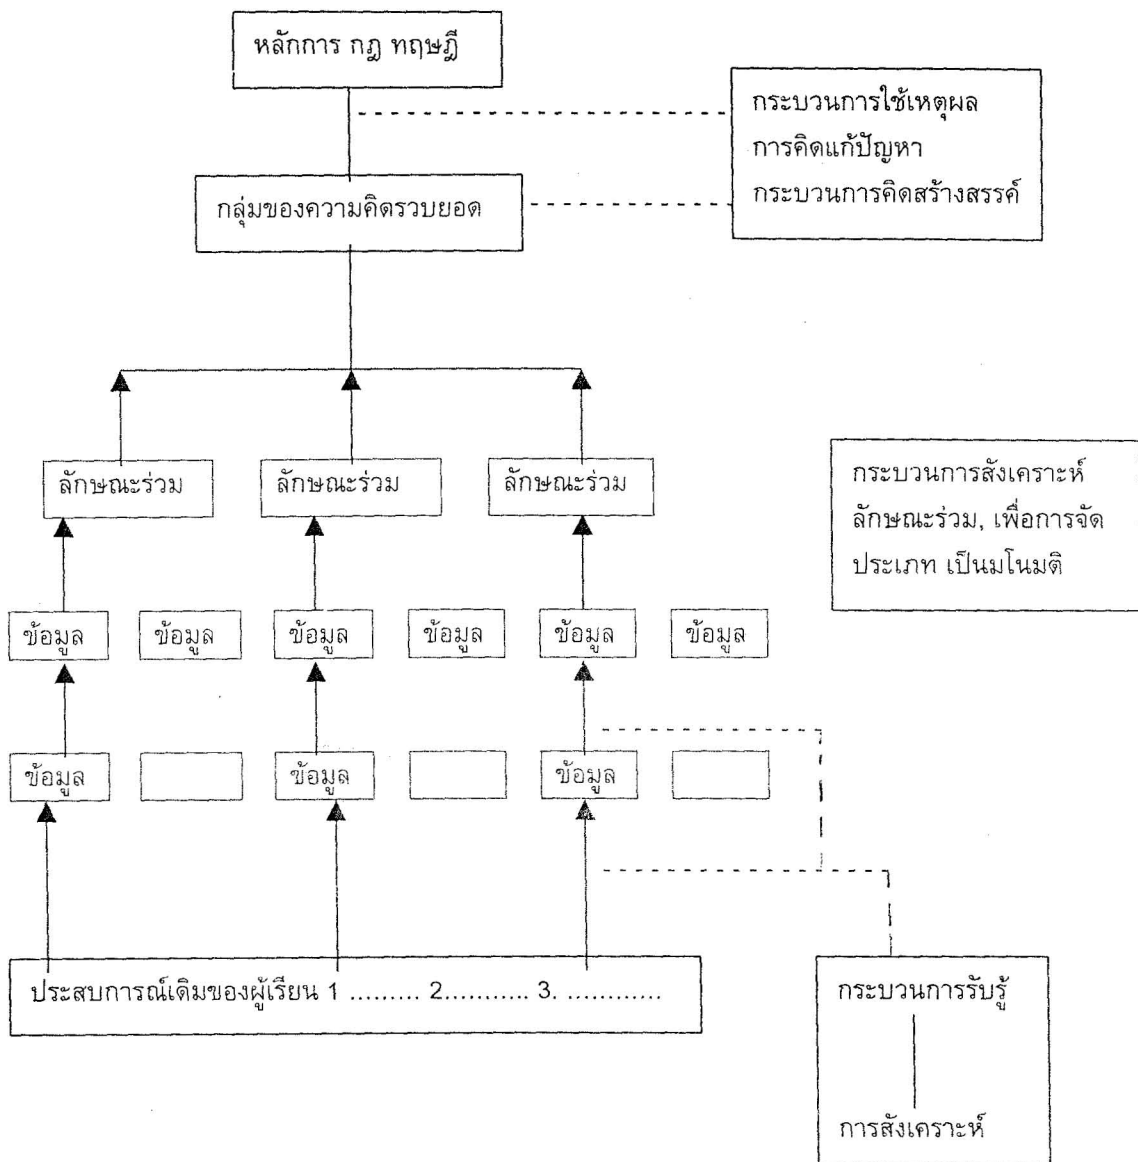 หลักการ กฎ ทฤษฎี
กระบวนการใช้เหตุผล
การคิดแก้ปัญหา
กระบวนการคิดสร้างสรรค์
กลุ่มของความคิดรวบยอด
ลักษณะร่วม
ลักษณะร่วม
ลักษณะร่วม
กระบวนการสังเคราะห์
ลักษณะร่วม, เพื่อการจัด
ประเภท เป็นมโนมติ
ข้อมูล
ข้อมูล
ข้อมูล
ข้อมูล
ข้อมูล
ข้อมูล
ข้อมูล
ข้อมูล
ข้อมูล
ประสบการณ์เดิมของผู้เรียน 1 ......... 2........... 3. ............
กระบวนการรับรู้
การสังเคราะห์